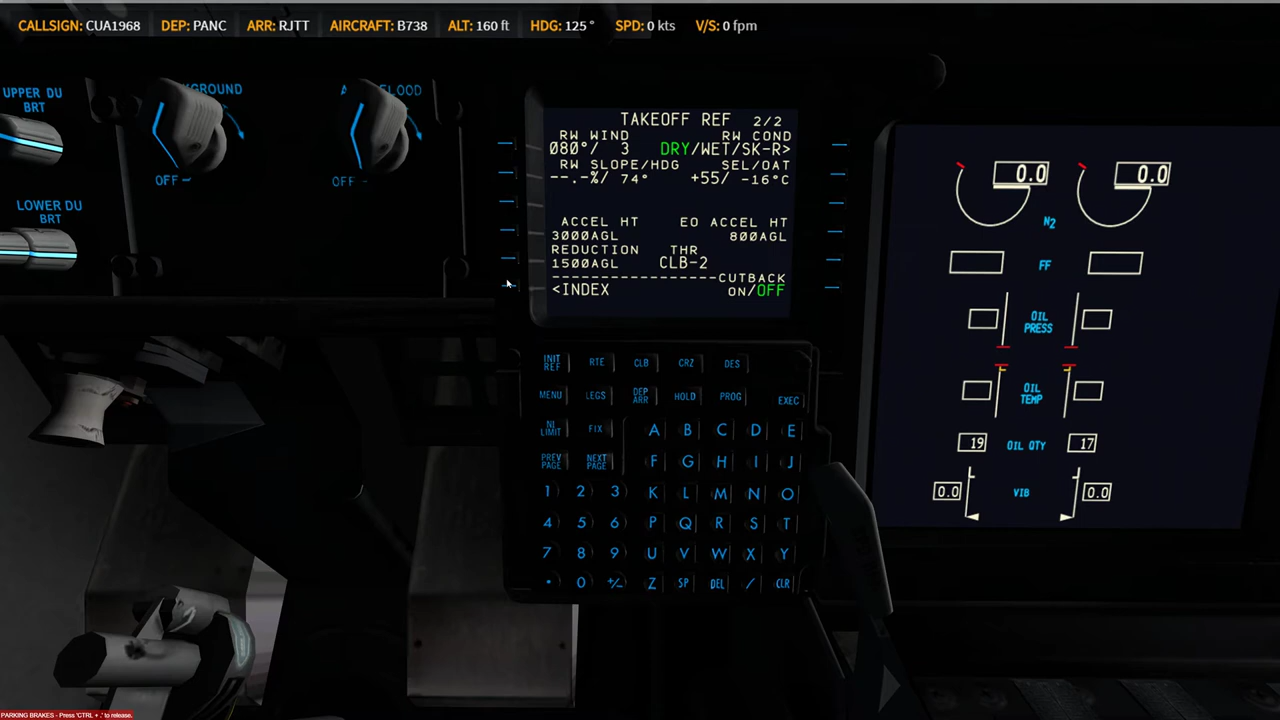 CALLSIGN: CUA1968 DEP: PANC ARR: RJTT AIRCRAFT: B738 ALT: 160 ft HDG: 125° SPD: 0 kts V/S: 0 fpm
UPPER DU
BRT
OFF
OFF
LOWER DU
BRT
TAKEOFF REF 2/2
RW WIND RW COND
080°/ 3 DRY/WET/SK-R>
RW SLOPE/HDG SEL/OAT
--.-%/ 74° +55/ -16°C
ACCEL HT EO ACCEL HT
3000AGL 800AGL
REDUCTION THR
1500AGL CLB-2
-----------------CUTBACK
<INDEX ON/OFF
INIT REF RTE CLB CRZ DES
MENU LEGS DEP ARR HOLD PROG EXEC
N1 LIMIT FIX A B C D E
PREV PAGE NEXT PAGE F G H I J
1 2 3 K L M N O
4 5 6 P Q R S T
7 8 9 U V W X Y
. 0 +/- Z SP DEL / CLR
0.0 0.0
N2
FF
OIL
PRESS
OIL
TEMP
19 OIL QTY 17
0.0 VIB 0.0
PARKING BRAKES - Press 'CTRL + .' to release.